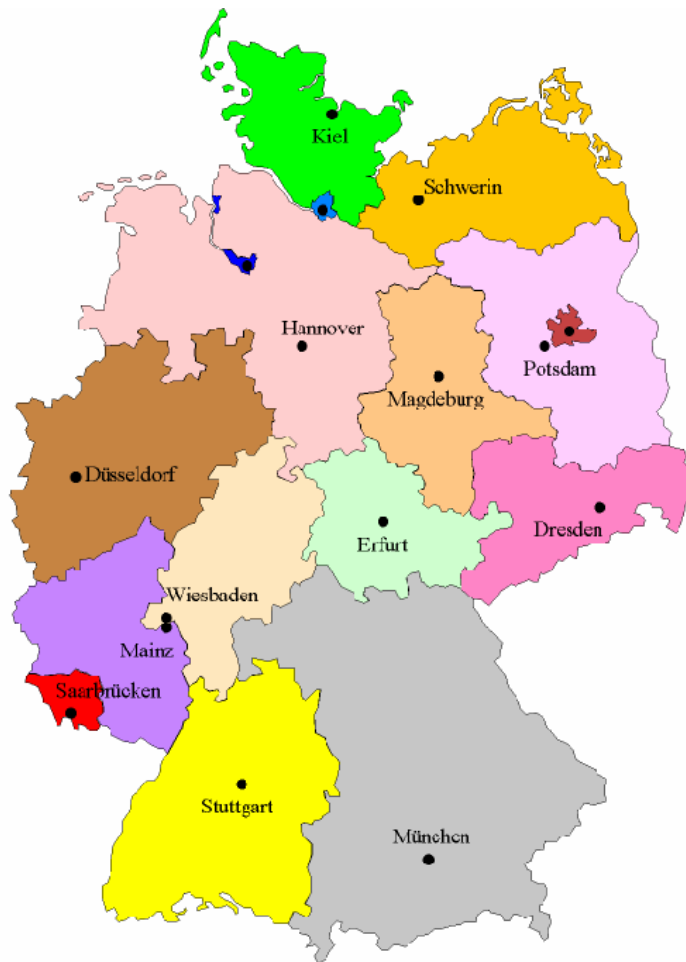 Kiel
Schwerin
Hannover
Potsdam
Magdeburg
Düsseldorf
Dresden
Erfurt
Wiesbaden
Mainz
Saarbrücken
Stuttgart
München